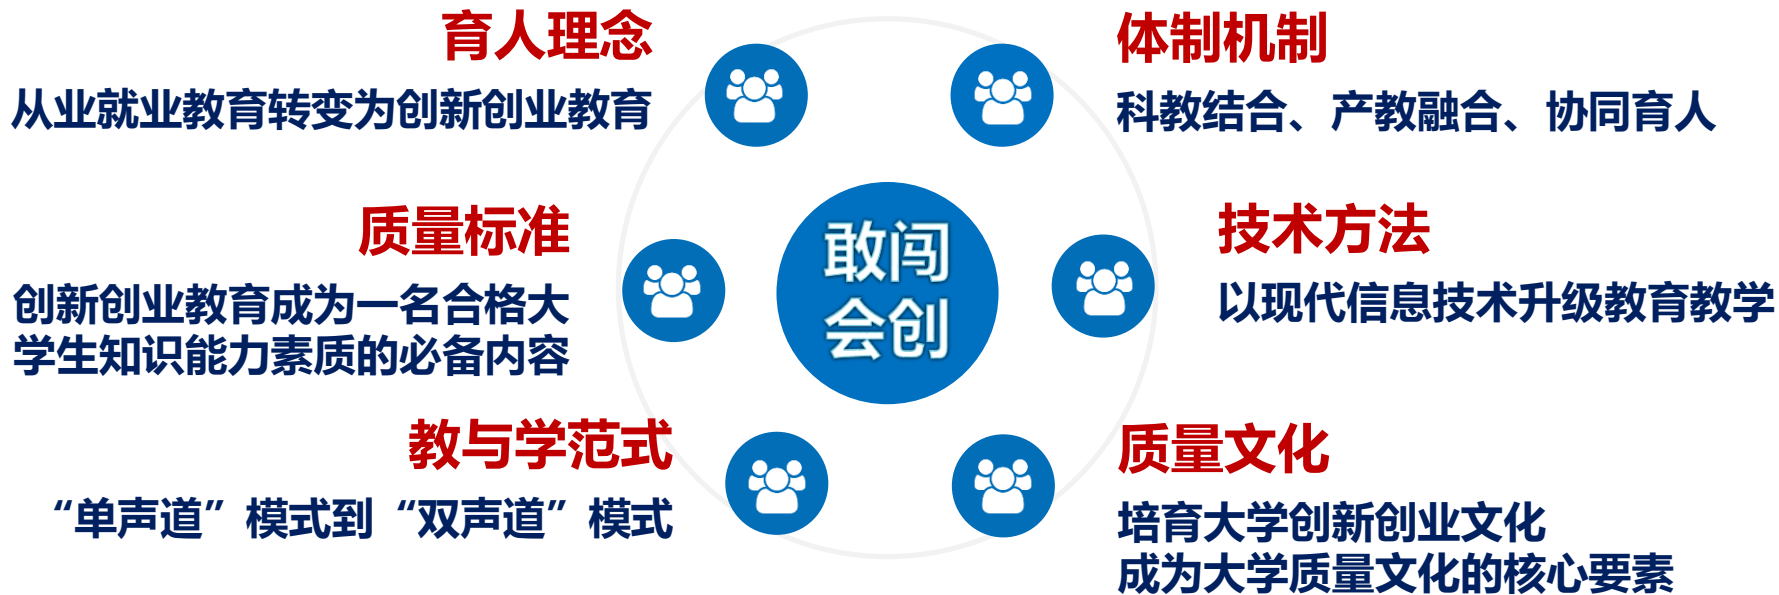 育人理念
从业就业教育转变为创新创业教育
质量标准
创新创业教育成为一名合格大
学生知识能力素质的必备内容
教与学范式
“单声道”模式到“双声道”模式
敢闯
会创
体制机制
科教结合、产教融合、协同育人
技术方法
以现代信息技术升级教育教学
质量文化
培育大学创新创业文化
成为大学质量文化的核心要素